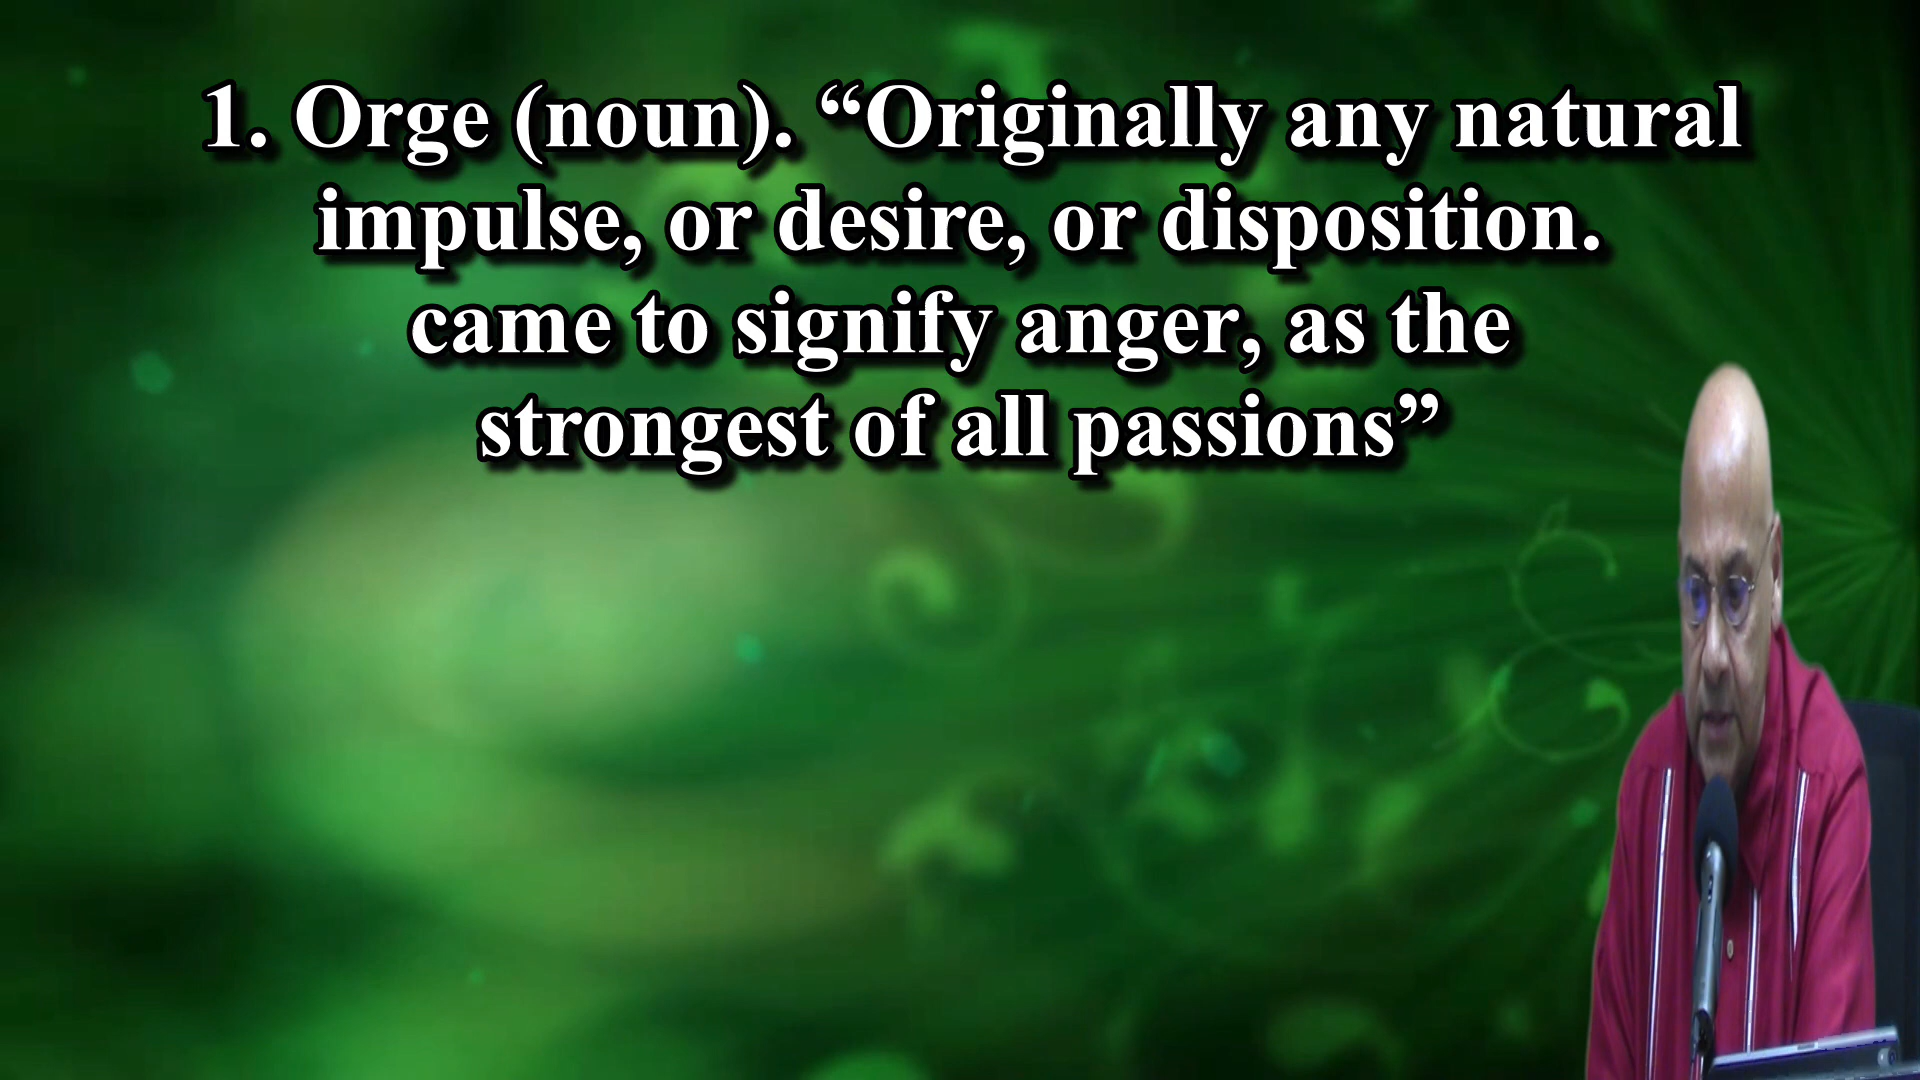 1. Orge (noun). “Originally any natural
impulse, or desire, or disposition.
came to signify anger, as the
strongest of all passions”